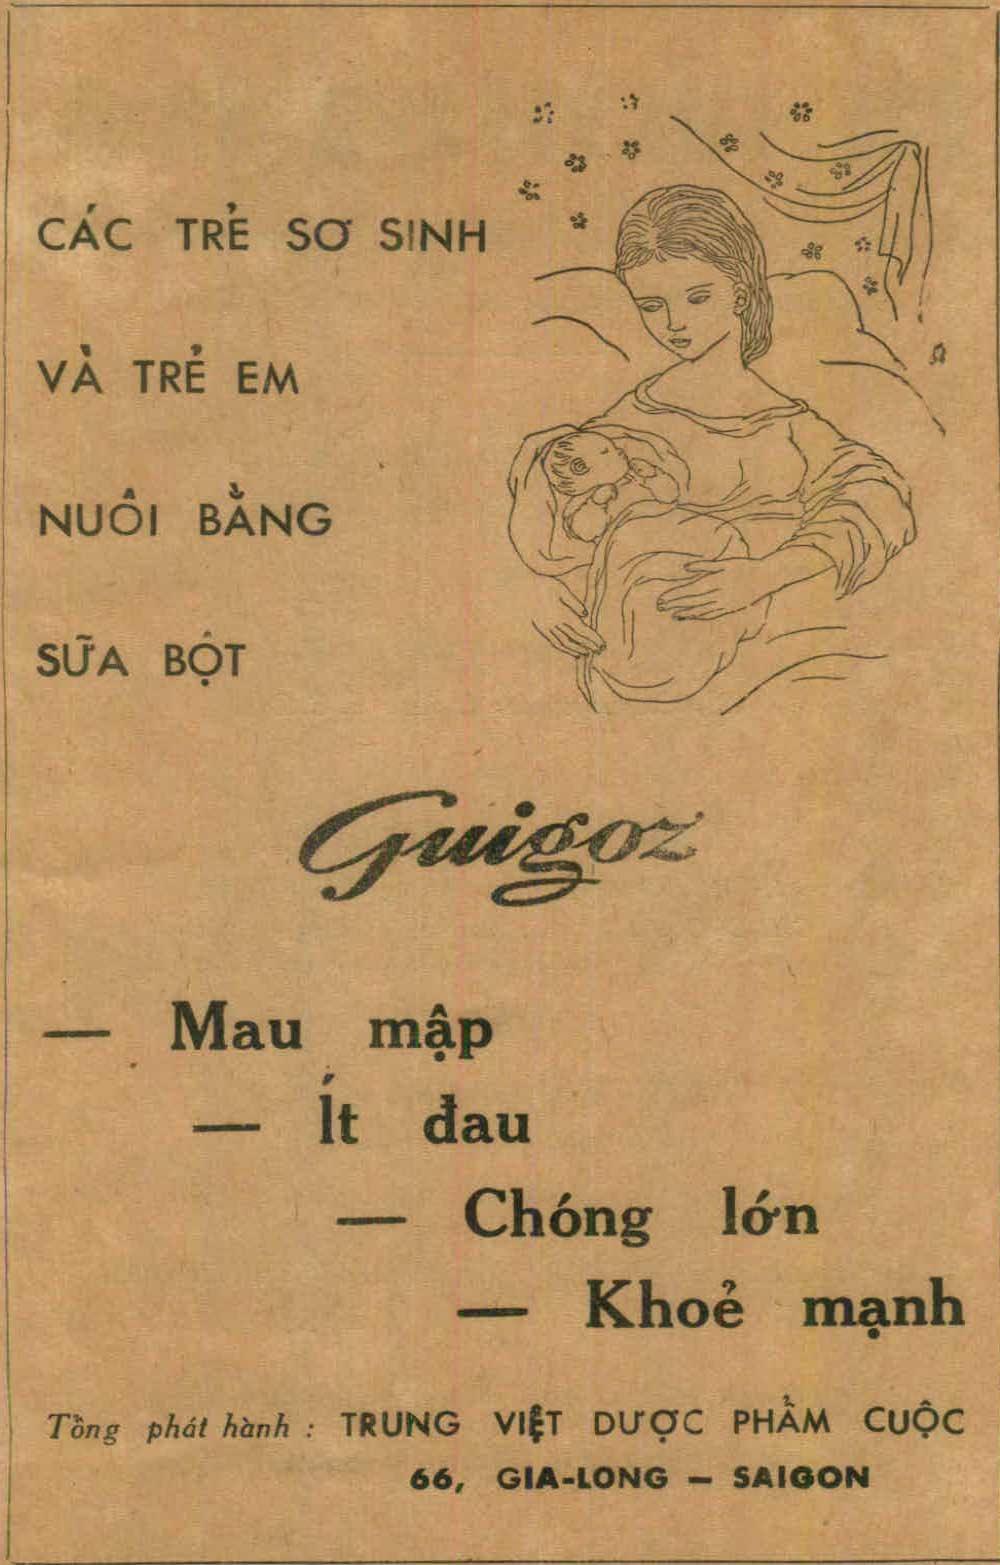 CÁC TRẺ SƠ SINH
VÀ TRẺ EM
NUÔI BẰNG
SỮA BỘT
Guigoz
— Mau mập
— Ít đau
— Chóng lớn
— Khoẻ mạnh
Tổng phát hành : TRUNG VIỆT DƯỢC PHẨM CUỘC
66, GIA-LONG — SAIGON